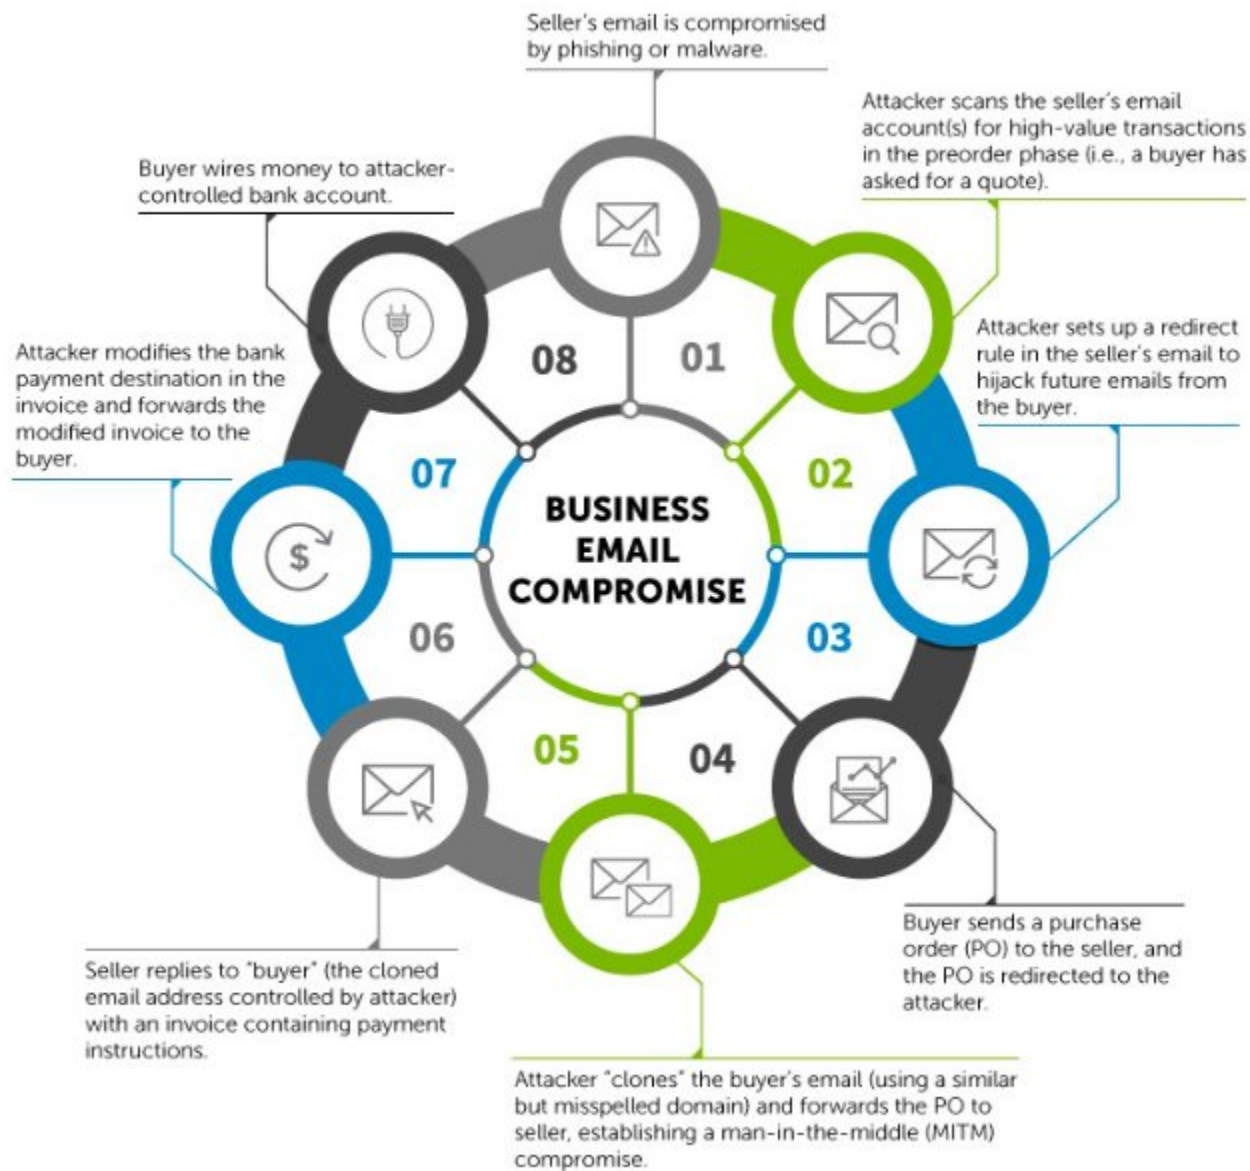 Seller's email is compromised
by phishing or malware.
Attacker scans the seller's email
account(s) for high-value transactions
in the preorder phase (i.e., a buyer has
asked for a quote).
Attacker sets up a redirect
rule in the seller's email to
hijack future emails from
the buyer.
Buyer sends a purchase
order (PO) to the seller, and
the PO is redirected to the
attacker.
Attacker "clones" the buyer's email (using a similar
but misspelled domain) and forwards the PO to
seller, establishing a man-in-the-middle (MITM)
compromise.
Seller replies to "buyer" (the cloned
email address controlled by attacker)
with an invoice containing payment
instructions.
Attacker modifies the bank
payment destination in the
invoice and forwards the
modified invoice to the
buyer.
Buyer wires money to attacker-
controlled bank account.
01
02
03
04
05
06
07
08
BUSINESS
EMAIL
COMPROMISE
$